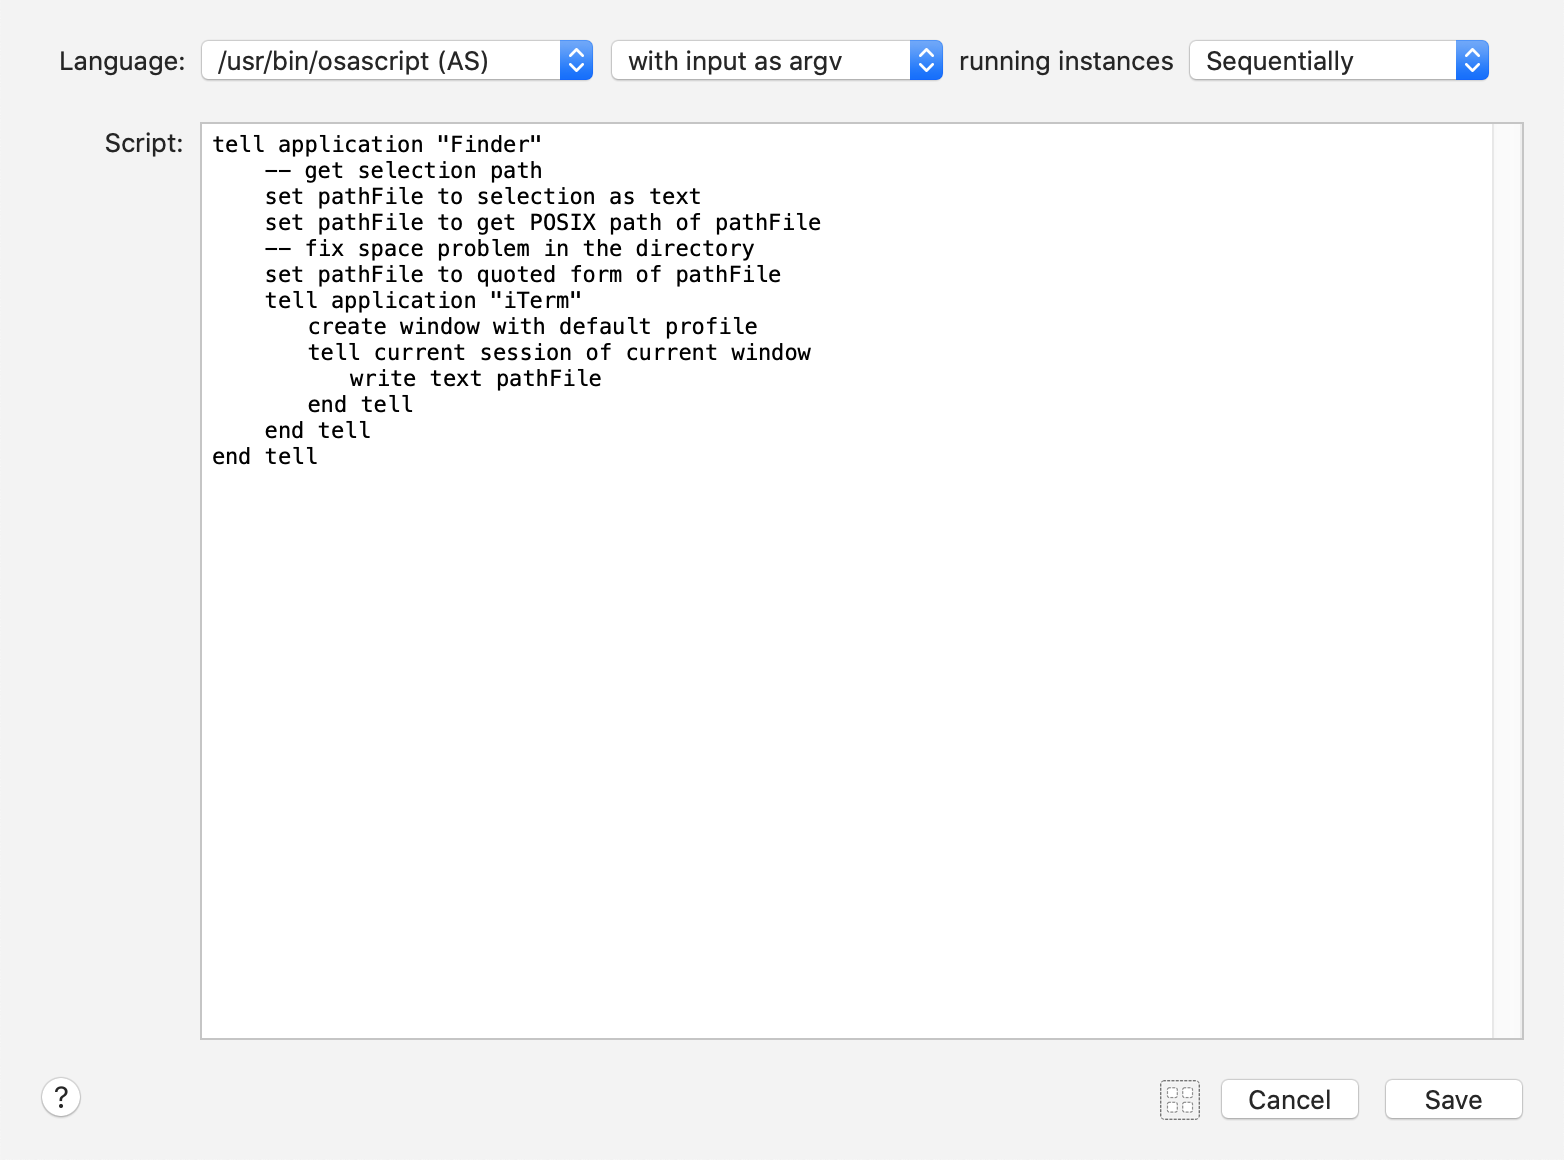 Language: /usr/bin/osascript (AS) with input as argv running instances Sequentially
Script:
tell application "Finder"
    -- get selection path
    set pathFile to selection as text
    set pathFile to get POSIX path of pathFile
    -- fix space problem in the directory
    set pathFile to quoted form of pathFile
    tell application "iTerm"
        create window with default profile
        tell current session of current window
            write text pathFile
        end tell
    end tell
end tell
? Cancel Save